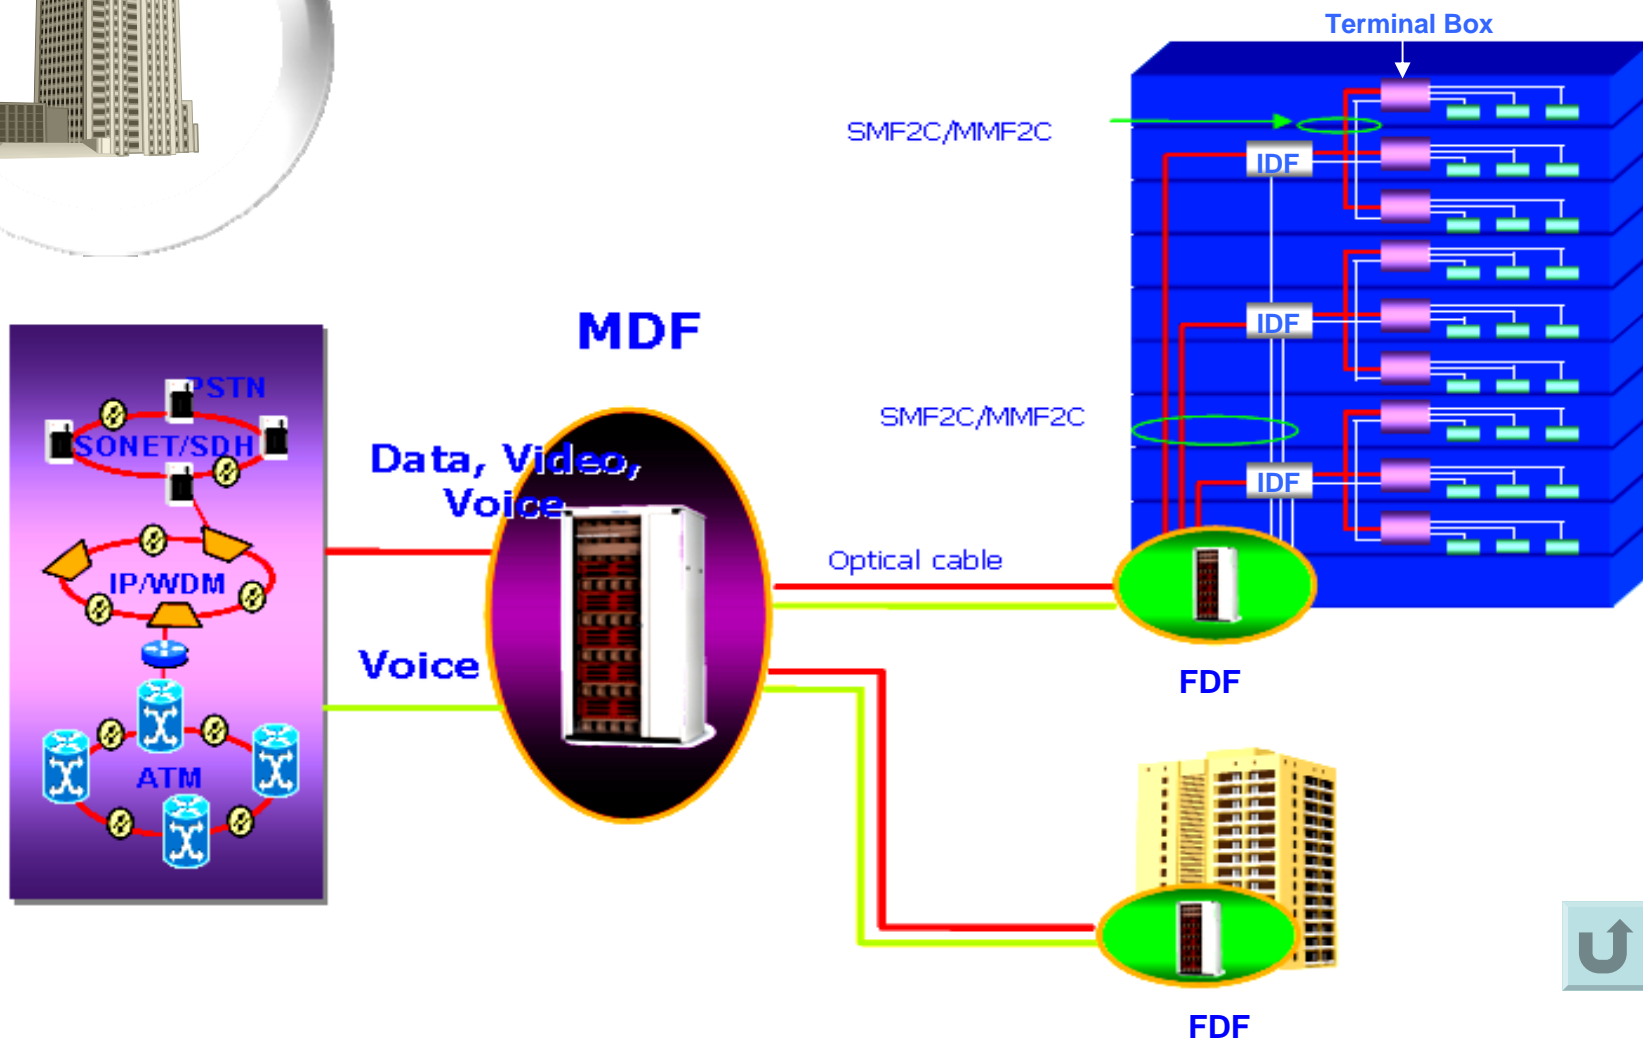 Terminal Box
SMF2C/MMF2C
IDF
MDF
IDF
PSTN
SONET/SDH
SMF2C/MMF2C
Data, Video,
Voice
IDF
IP/WDM
Optical cable
Voice
FDF
ATM
FDF